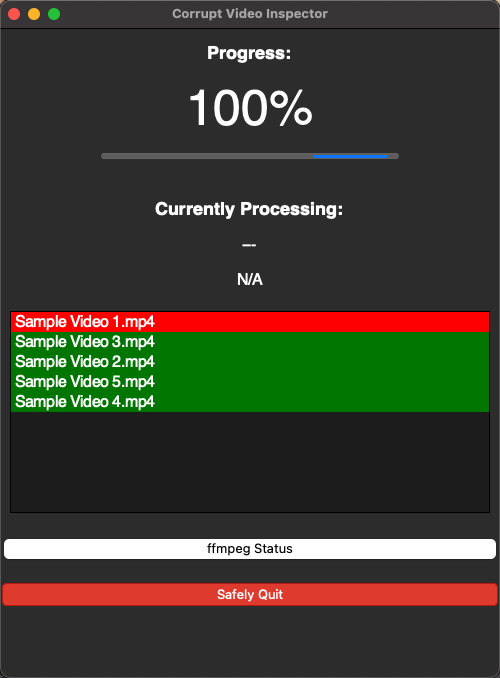 Corrupt Video Inspector
Progress:
100%
Currently Processing:
---
N/A
Sample Video 1.mp4
Sample Video 3.mp4
Sample Video 2.mp4
Sample Video 5.mp4
Sample Video 4.mp4
ffmpeg Status
Safely Quit